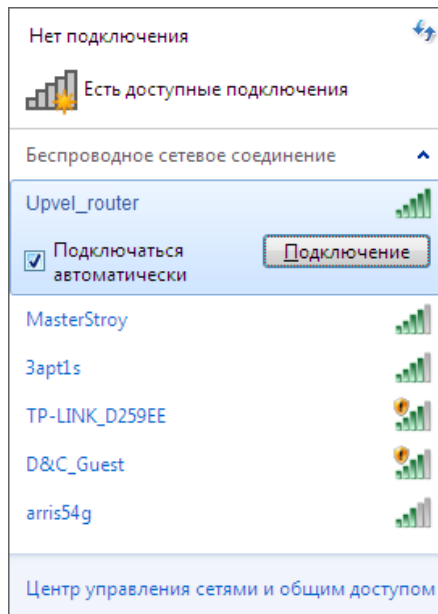 Нет подключения
Есть доступные подключения
Беспроводное сетевое соединение
Upvel_router
Подключаться
автоматически
Подключение
MasterStroy
3apt1s
TP-LINK_D259EE
D&C_Guest
arris54g
Центр управления сетями и общим доступом